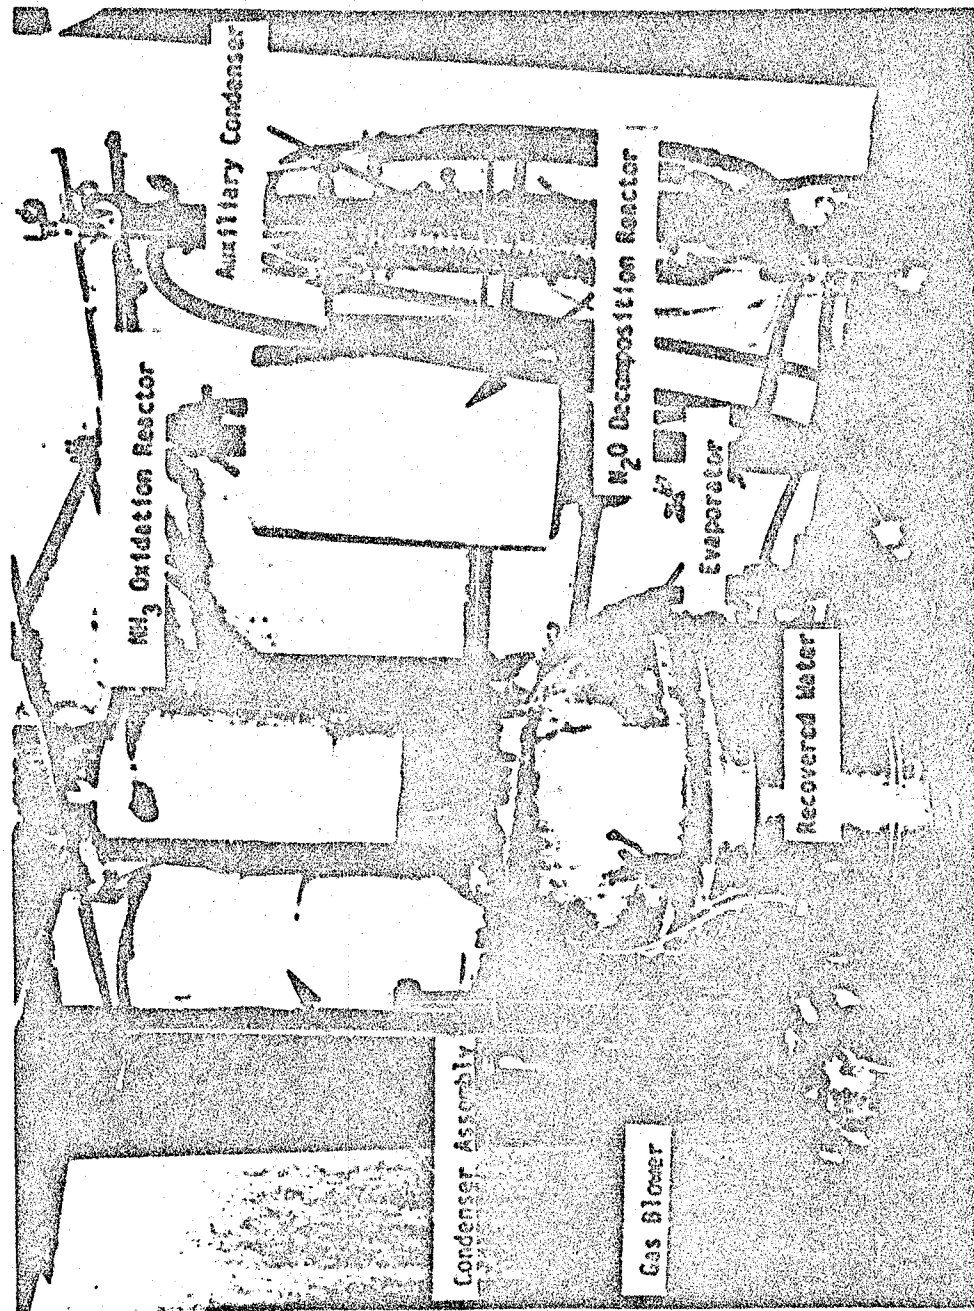 Auxiliary Condenser
NH₃ Oxidation Reactor
N₂O Decomposition Reactor
Evaporator
Recovered Water
Condenser Assembly
Gas Blower